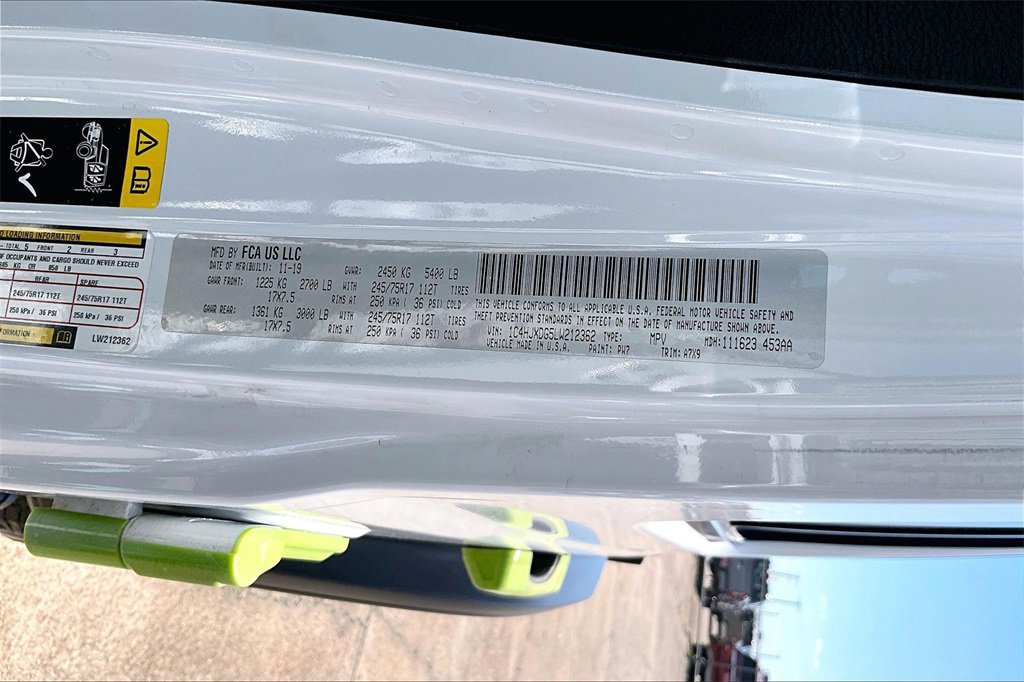 LOADING INFORMATION
TOTAL 5 FRONT 2 REAR 3
OF OCCUPANTS AND CARGO SHOULD NEVER EXCEED
KG OR 850 LB
REAR SPARE
245/75R17 112T 245/75R17 112T
250 kPa / 36 PSI 250 kPa / 36 PSI
LW212362
MFD BY FCA US LLC
DATE OF MFR(BUILT): 11-19 GVWR: 2450 KG 5400 LB
GAWR FRONT: 1225 KG 2700 LB WITH 245/75R17 112T TIRES
17X7.5 RIMS AT 250 KPA ( 36 PSI) COLD
GAWR REAR: 1361 KG 3000 LB WITH 245/75R17 112T TIRES
17X7.5 RIMS AT 250 KPA ( 36 PSI) COLD
THIS VEHICLE CONFORMS TO ALL APPLICABLE U.S.A. FEDERAL MOTOR VEHICLE SAFETY AND
THEFT PREVENTION STANDARDS IN EFFECT ON THE DATE OF MANUFACTURE SHOWN ABOVE.
VIN: 1C4HJXDG5LW212362 TYPE: MPV MDH: 111623 453AA
VEHICLE MADE IN U.S.A. PAINT: PW7 TRIM: A7X9